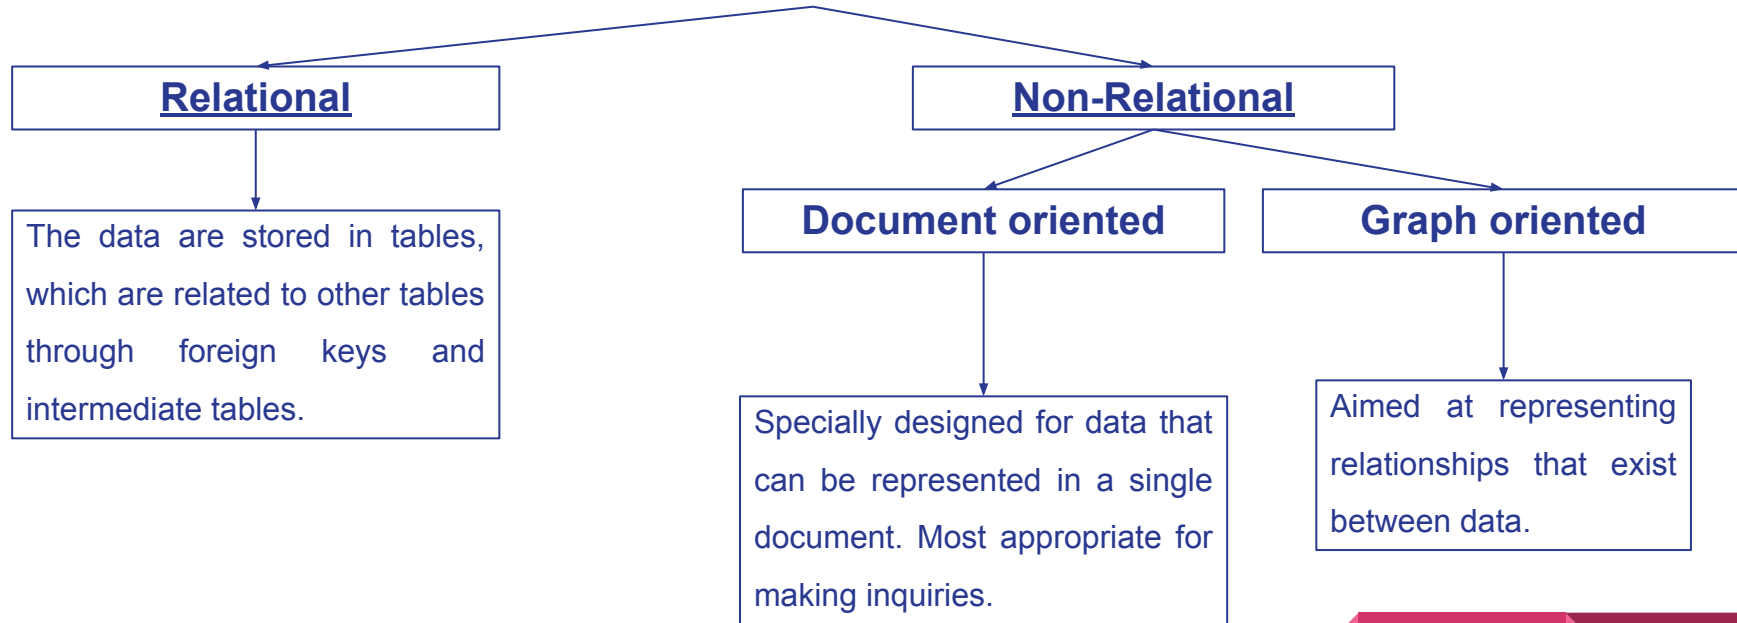 Relational
Non-Relational
Document oriented
Graph oriented
The data are stored in tables,
which are related to other tables
through foreign keys and
intermediate tables.
Specially designed for data that
can be represented in a single
document. Most appropriate for
making inquiries.
Aimed at representing
relationships that exist
between data.